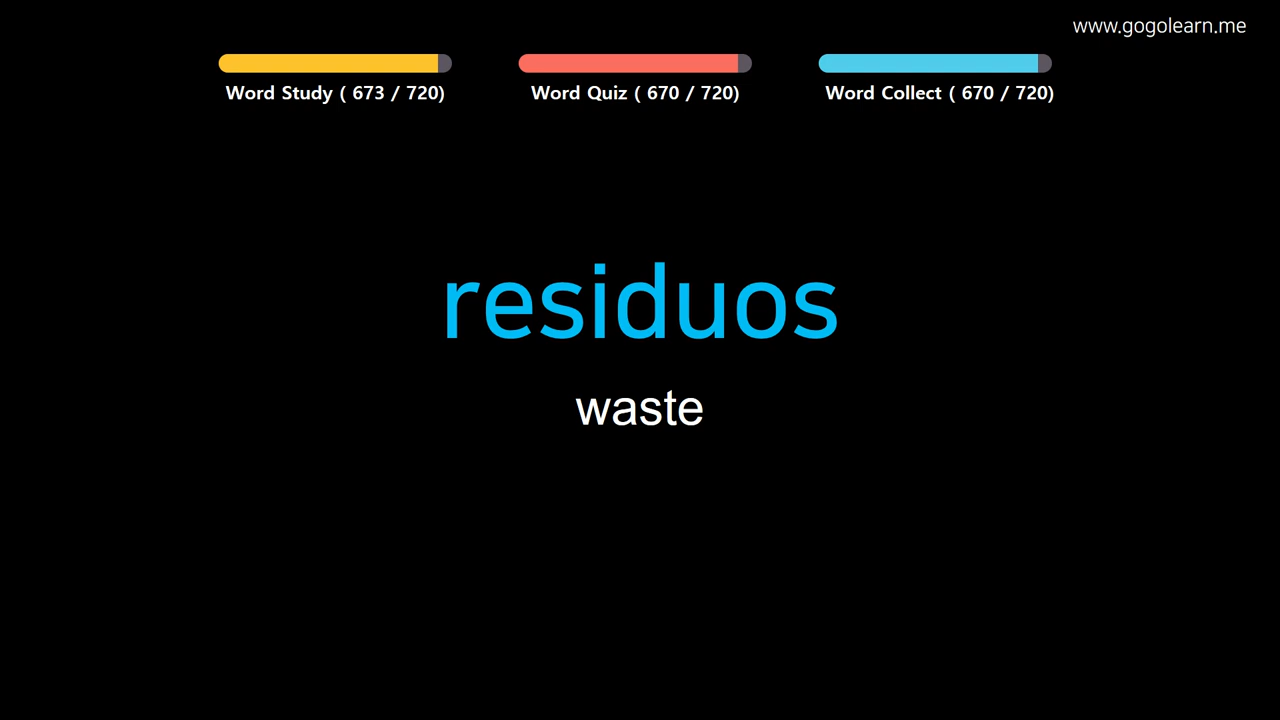 www.gogolearn.me
Word Study ( 673 / 720)
Word Quiz ( 670 / 720)
Word Collect ( 670 / 720)
residuos
waste